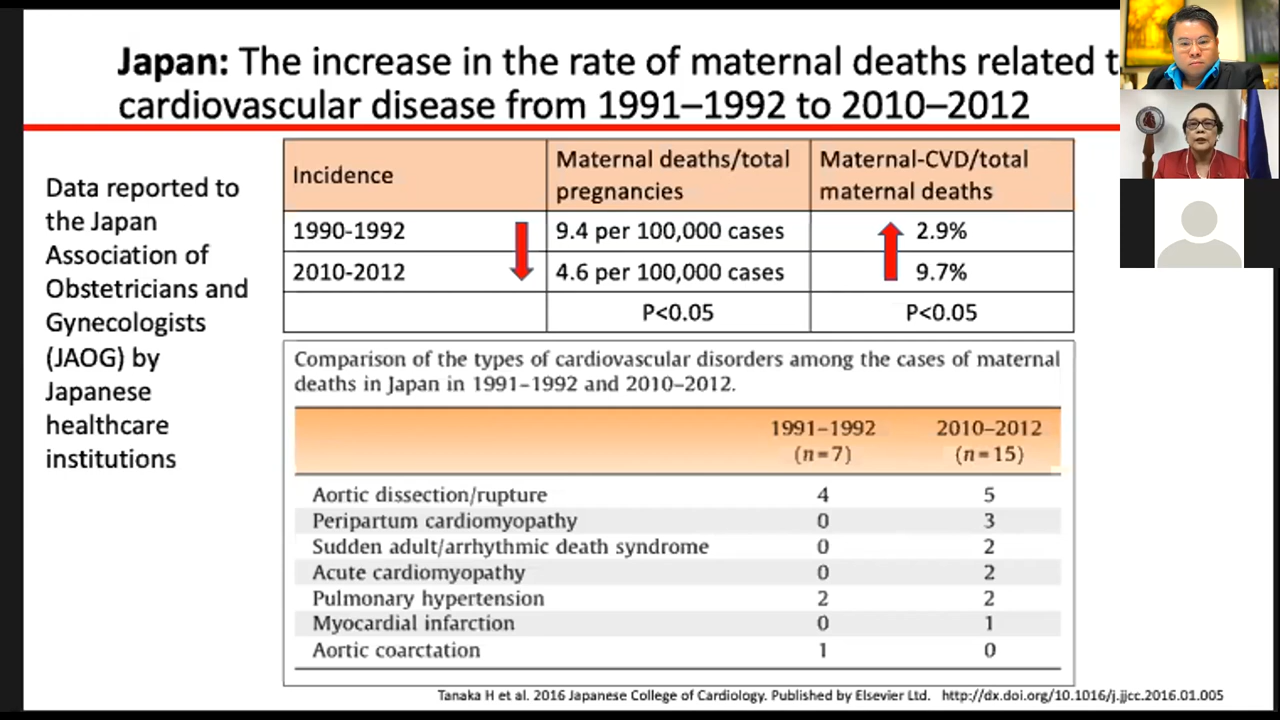 Japan: The increase in the rate of maternal deaths related t
cardiovascular disease from 1991–1992 to 2010–2012
Data reported to
the Japan
Association of
Obstetricians and
Gynecologists
(JAOG) by
Japanese
healthcare
institutions
Incidence Maternal deaths/total pregnancies Maternal-CVD/total maternal deaths
1990-1992 9.4 per 100,000 cases 2.9%
2010-2012 4.6 per 100,000 cases 9.7%
P<0.05 P<0.05
Comparison of the types of cardiovascular disorders among the cases of maternal
deaths in Japan in 1991–1992 and 2010–2012.
1991–1992 2010–2012
(n=7) (n=15)
Aortic dissection/rupture 4 5
Peripartum cardiomyopathy 0 3
Sudden adult/arrhythmic death syndrome 0 2
Acute cardiomyopathy 0 2
Pulmonary hypertension 2 2
Myocardial infarction 0 1
Aortic coarctation 1 0
Tanaka H et al. 2016 Japanese College of Cardiology. Published by Elsevier Ltd. http://dx.doi.org/10.1016/j.jjcc.2016.01.005